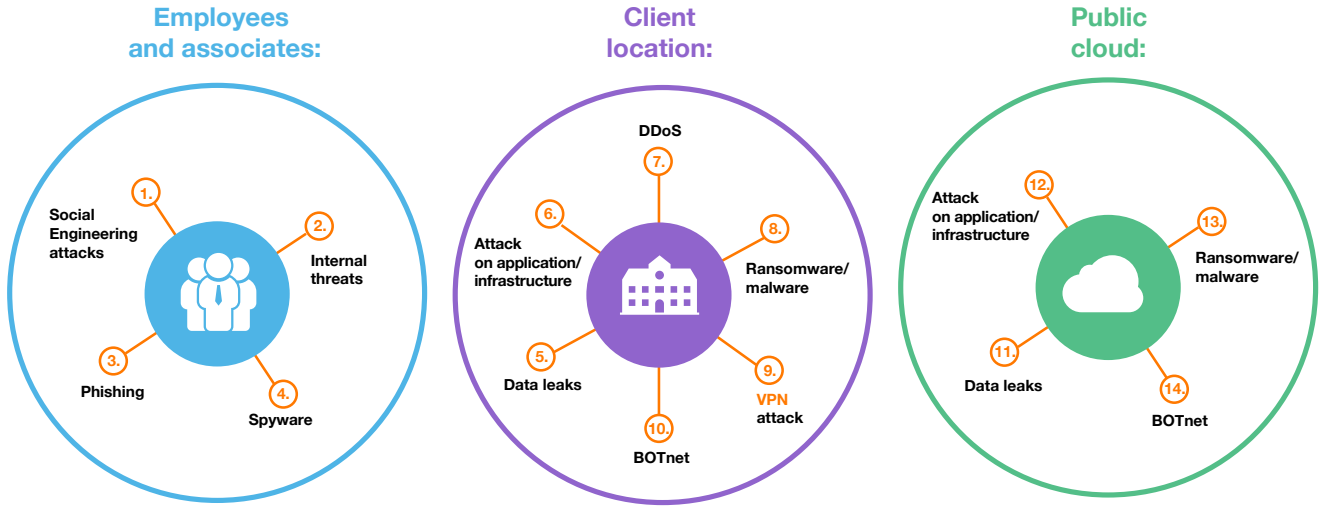 Employees
and associates:
1.
Social
Engineering
attacks
2.
Internal
threats
3.
Phishing
4.
Spyware
Client
location:
DDoS
7.
6.
Attack
on application/
infrastructure
8.
Ransomware/
malware
5.
Data leaks
9.
VPN
attack
10.
BOTnet
Public
cloud:
12.
Attack
on application/
infrastructure
13.
Ransomware/
malware
11.
Data leaks
14.
BOTnet